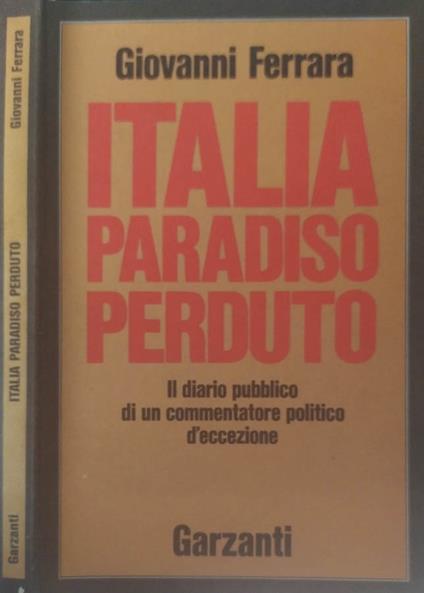 Giovanni Ferrara
ITALIA PARADISO PERDUTO
Garzanti
Giovanni Ferrara
ITALIA
PARADISO
PERDUTO
Il diario pubblico
di un commentatore politico
d'eccezione
Garzanti